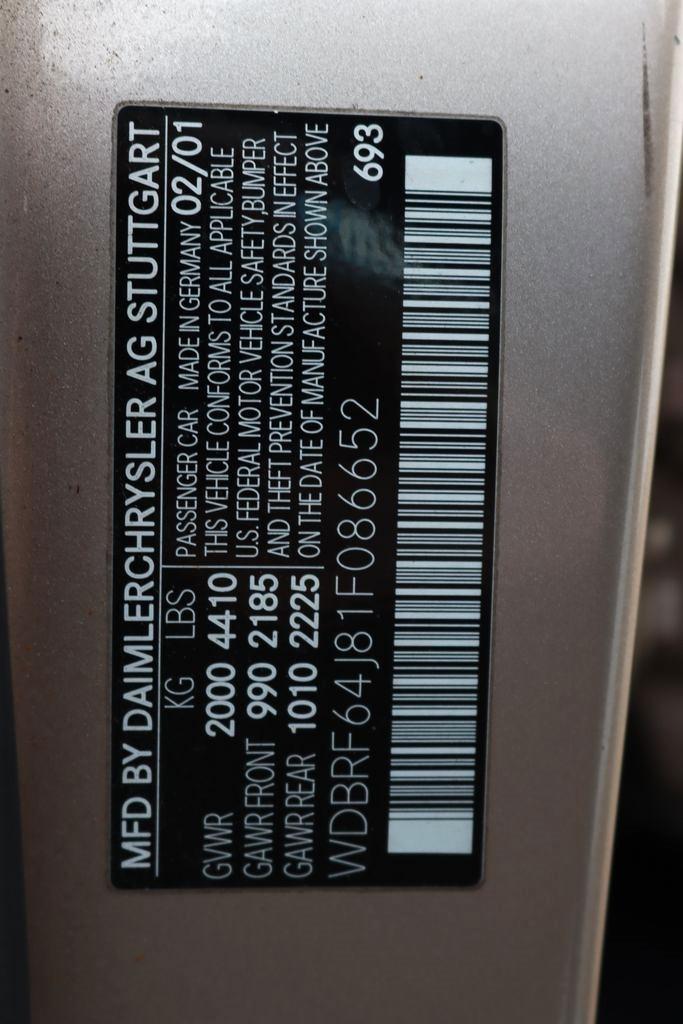 MFD BY DAIMLERCHRYSLER AG STUTTGART
KG LBS
GVWR 2000 4410
GAWR FRONT 990 2185
GAWR REAR 1010 2225
PASSENGER CAR MADE IN GERMANY 02/01
THIS VEHICLE CONFORMS TO ALL APPLICABLE
U.S. FEDERAL MOTOR VEHICLE SAFETY, BUMPER
AND THEFT PREVENTION STANDARDS IN EFFECT
ON THE DATE OF MANUFACTURE SHOWN ABOVE
WDBRF64J81F086652
693